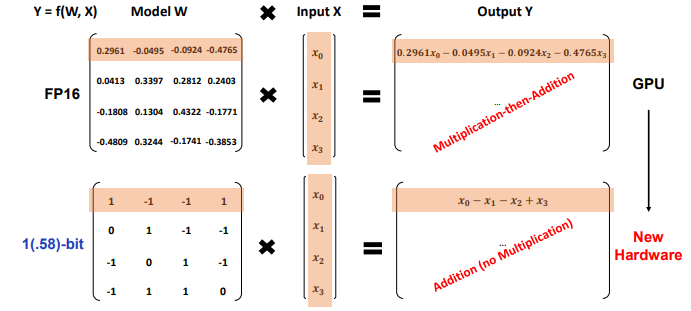 Y = f(W, X) Model W ✖ Input X = Output Y
0.2961 -0.0495 -0.0924 -0.4765 x₀ 0.2961x₀ − 0.0495x₁ − 0.0924x₂ − 0.4765x₃
0.0413 0.3397 0.2812 0.2403 x₁
FP16 ✖ = GPU
-0.1808 0.1304 0.4322 -0.1771 x₂ ...
-0.4809 0.3244 -0.1741 -0.3853 x₃
Multiplication-then-Addition
1 -1 -1 1 x₀ x₀ − x₁ − x₂ + x₃
0 1 -1 -1 x₁
1(.58)-bit ✖ = ...
-1 0 1 -1 x₂
-1 1 1 0 x₃
Addition (no Multiplication)
New
Hardware